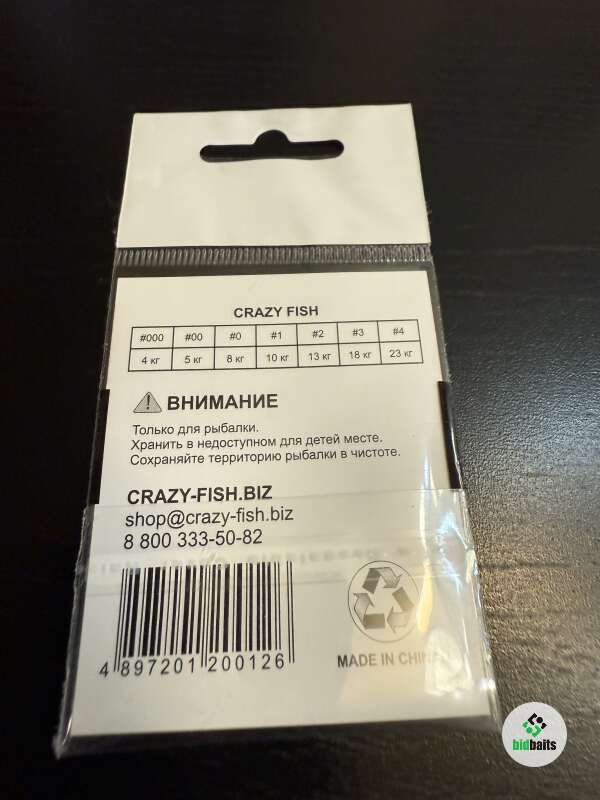 CRAZY FISH
#000 #00 #0 #1 #2 #3 #4
4 кг 5 кг 8 кг 10 кг 13 кг 18 кг 23 кг
ВНИМАНИЕ
Только для рыбалки.
Хранить в недоступном для детей месте.
Сохраняйте территорию рыбалки в чистоте.
CRAZY-FISH.BIZ
shop@crazy-fish.biz
8 800 333-50-82
4 897201 200126
MADE IN CHINA
bidbaits